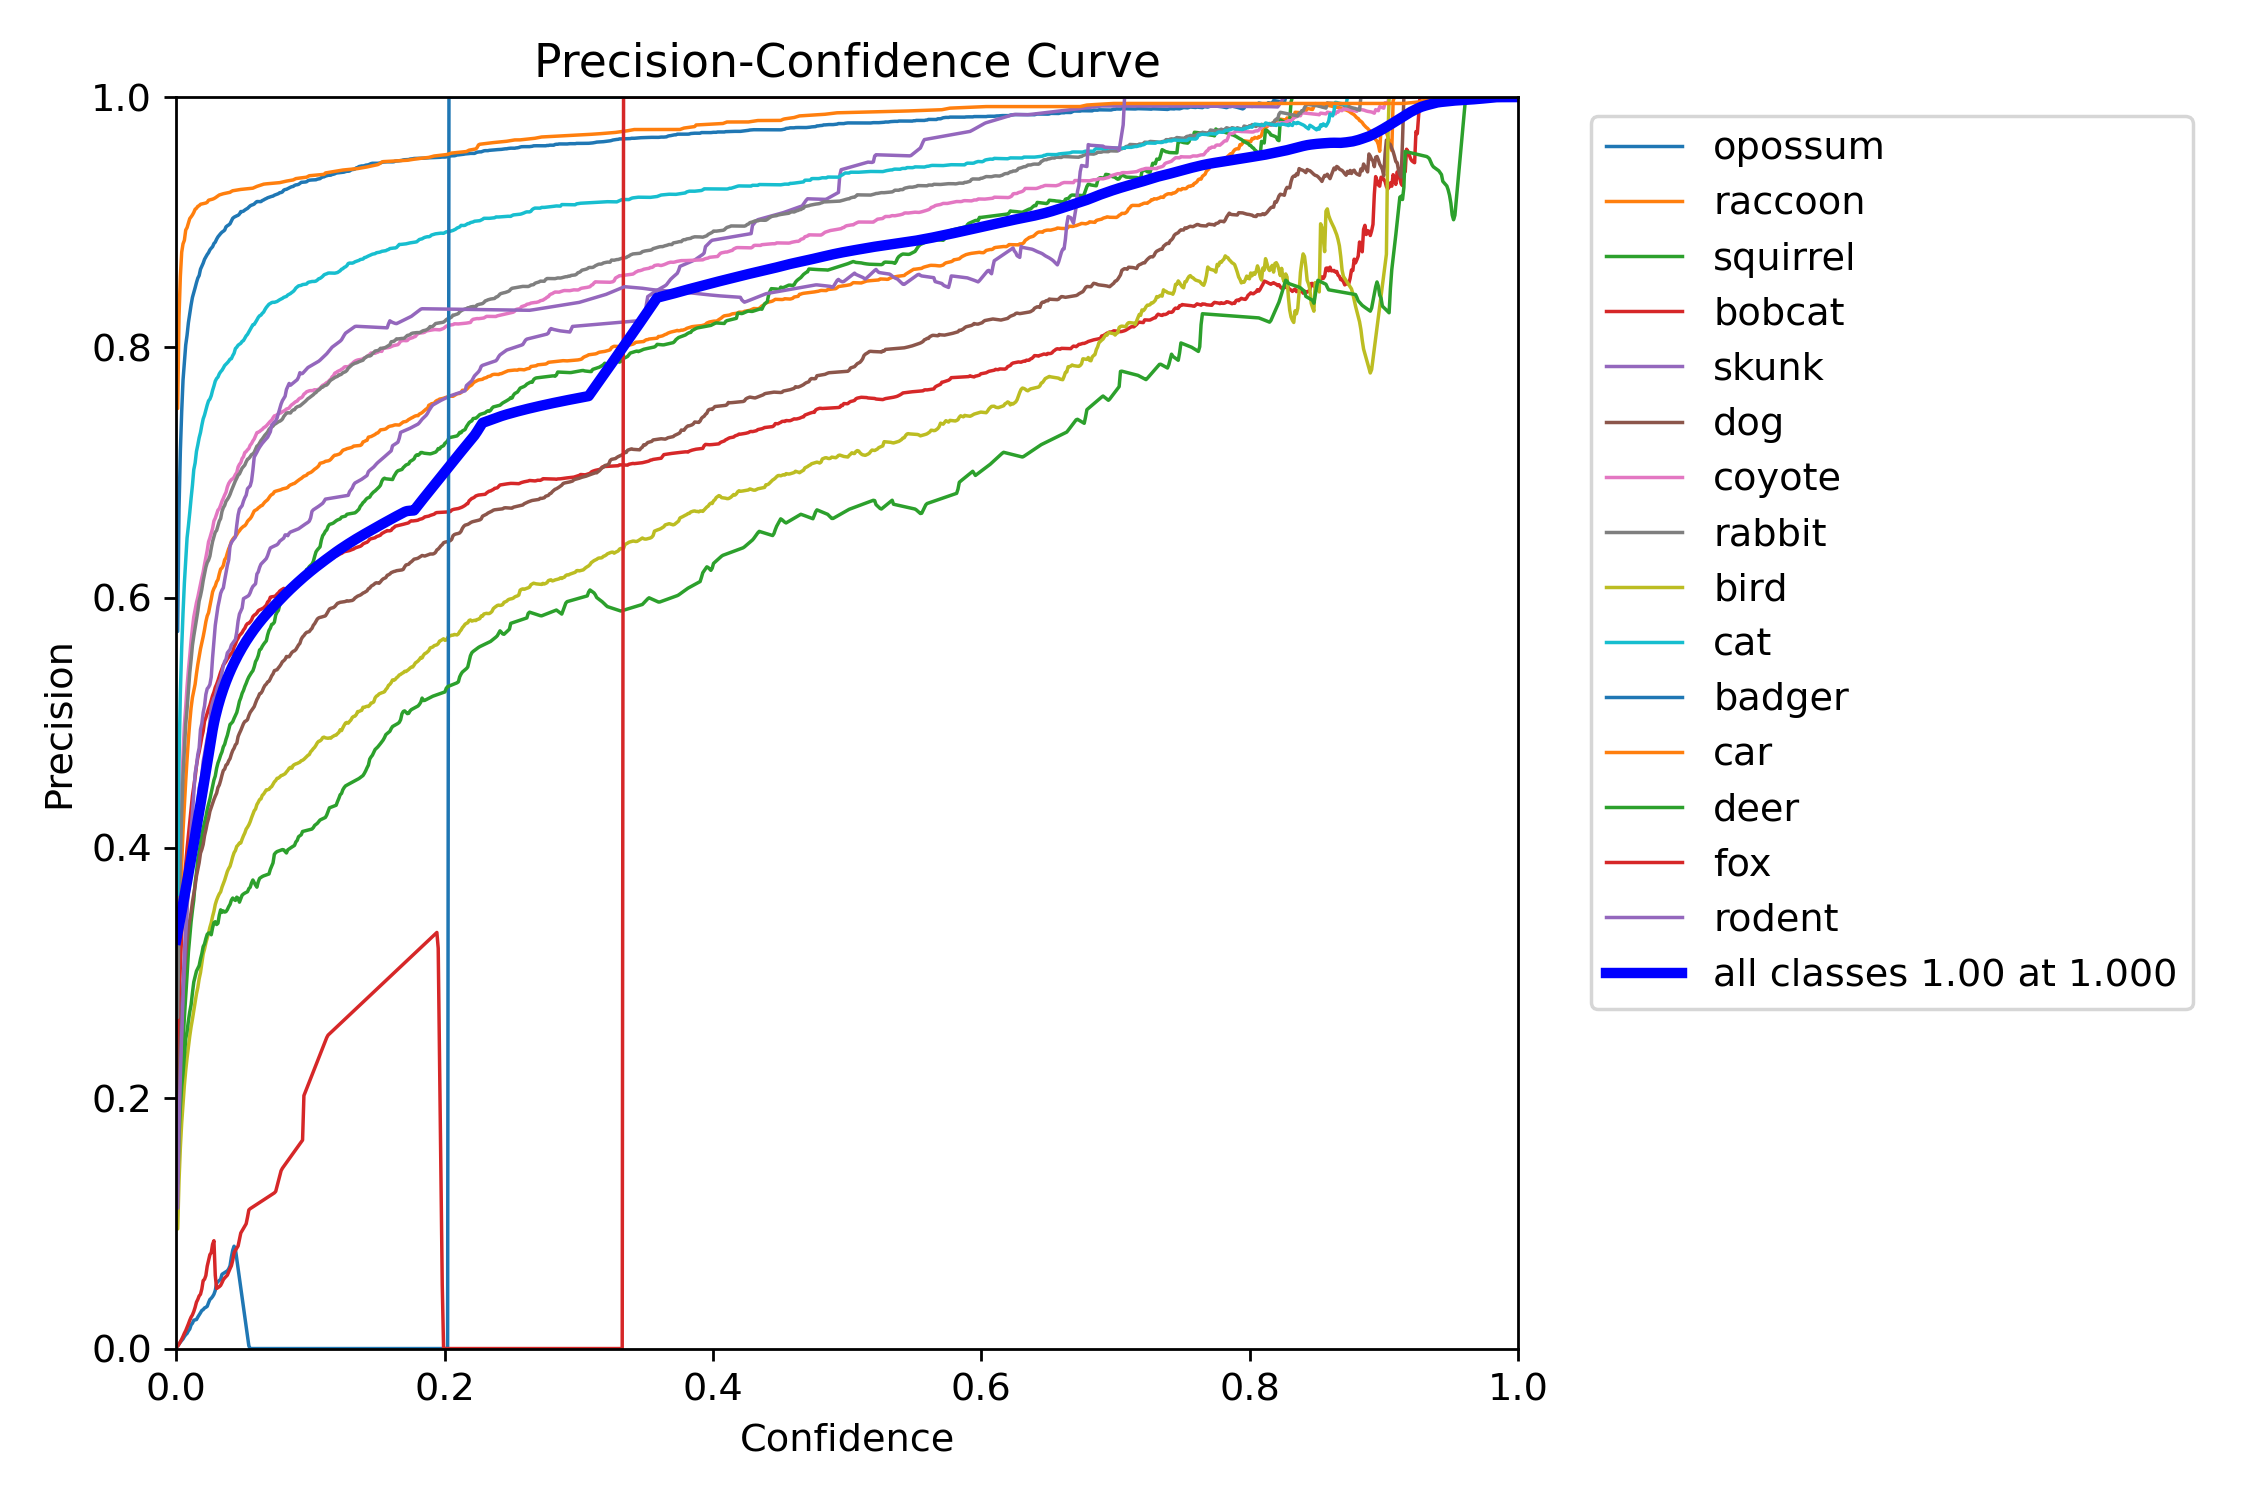 Precision-Confidence Curve
1.0
0.8
0.6
0.4
0.2
0.0
Precision
0.0
0.2
0.4
0.6
0.8
1.0
Confidence
opossum
raccoon
squirrel
bobcat
skunk
dog
coyote
rabbit
bird
cat
badger
car
deer
fox
rodent
all classes 1.00 at 1.000